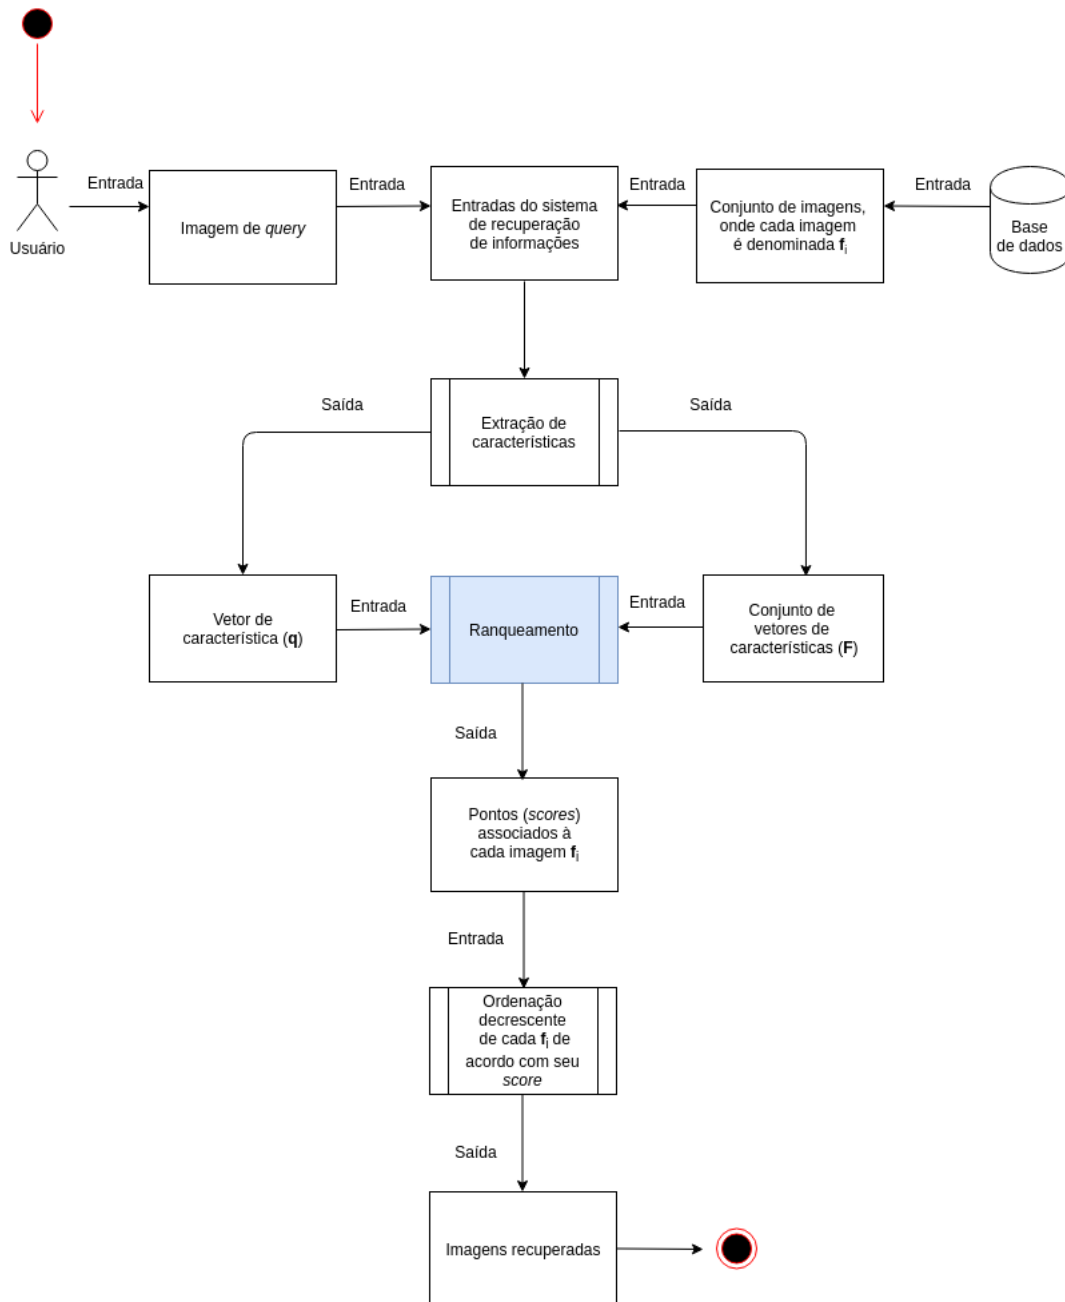 Entrada
Entrada
Entrada
Entrada
Usuário
Imagem de query
Entradas do sistema
de recuperação
de informações
Conjunto de imagens,
onde cada imagem
é denominada fi
Base
de dados
Saída
Saída
Extração de
características
Vetor de
característica (q)
Entrada
Ranqueamento
Entrada
Conjunto de
vetores de
características (F)
Saída
Pontos (scores)
associados à
cada imagem fi
Entrada
Ordenação
decrescente
de cada fi de
acordo com seu
score
Saída
Imagens recuperadas